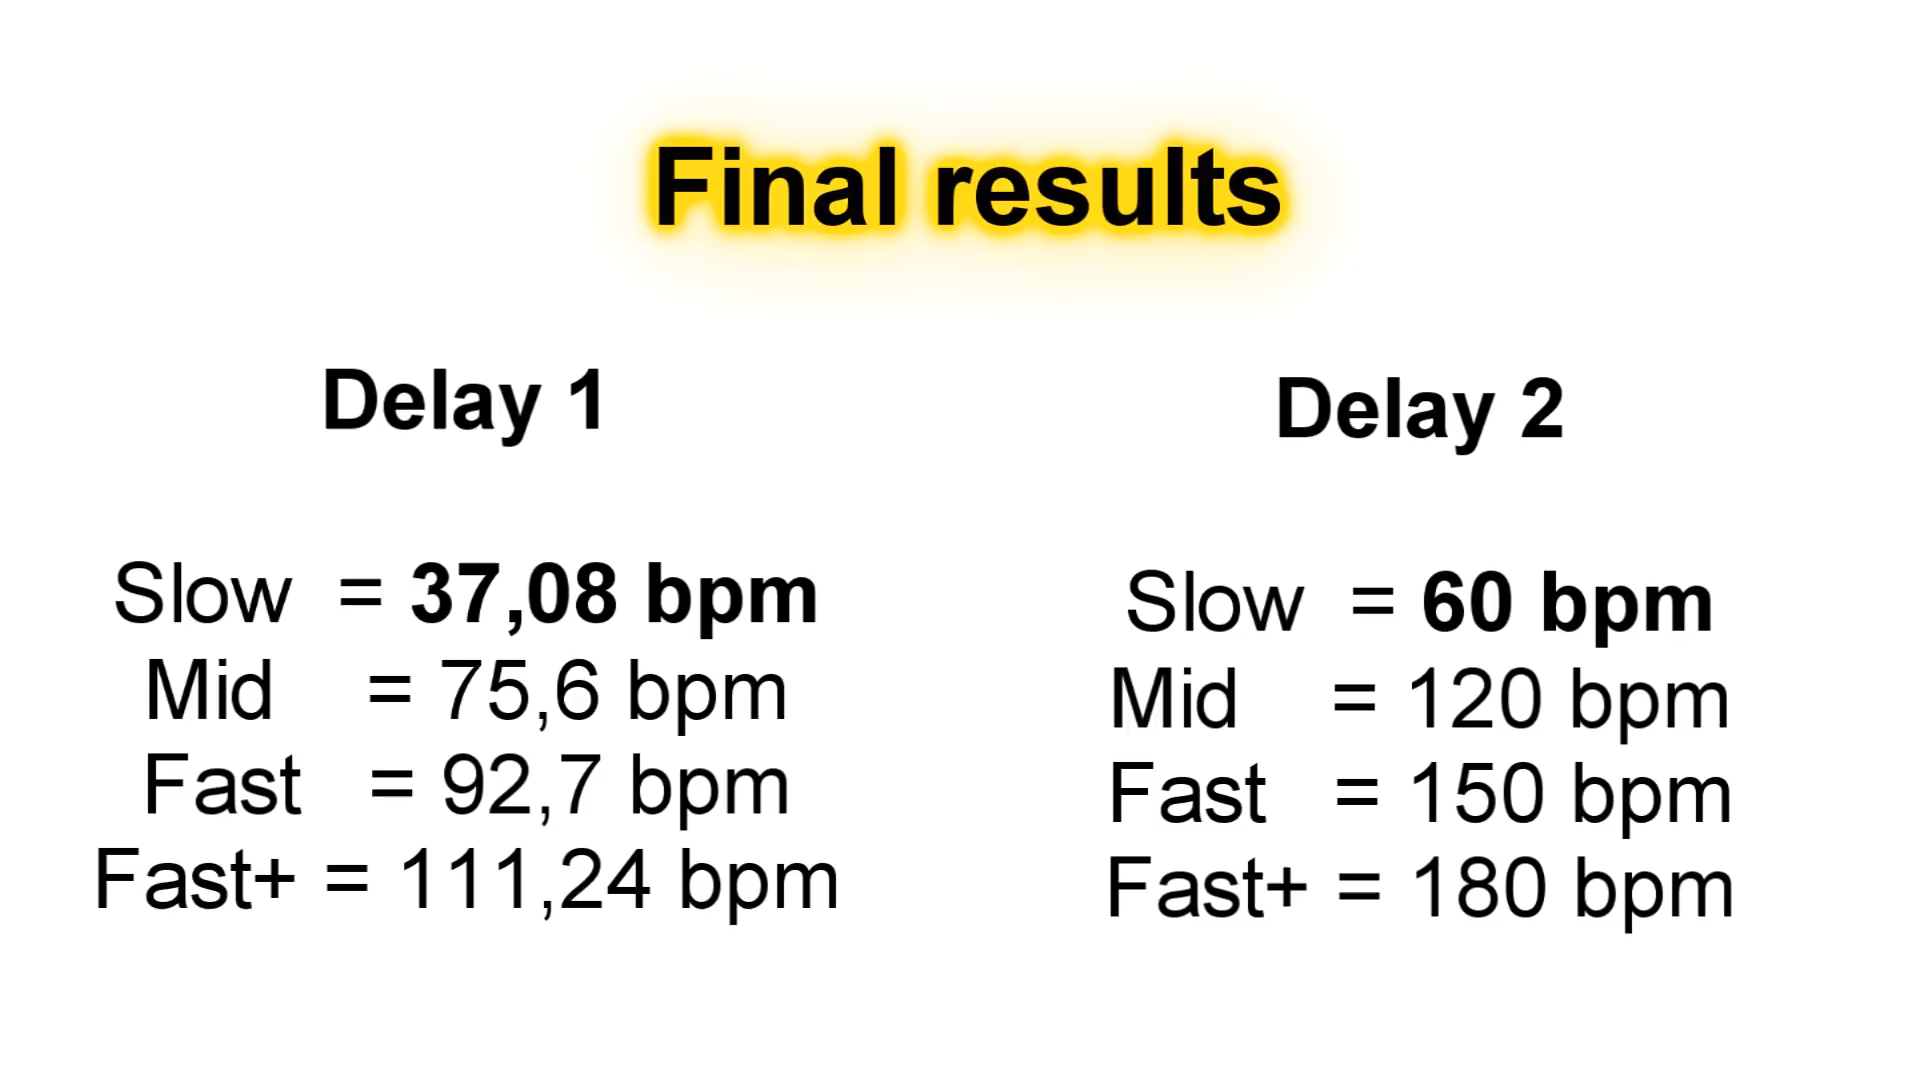 Final results
Delay 1
Slow = 37,08 bpm
Mid = 75,6 bpm
Fast = 92,7 bpm
Fast+ = 111,24 bpm
Delay 2
Slow = 60 bpm
Mid = 120 bpm
Fast = 150 bpm
Fast+ = 180 bpm